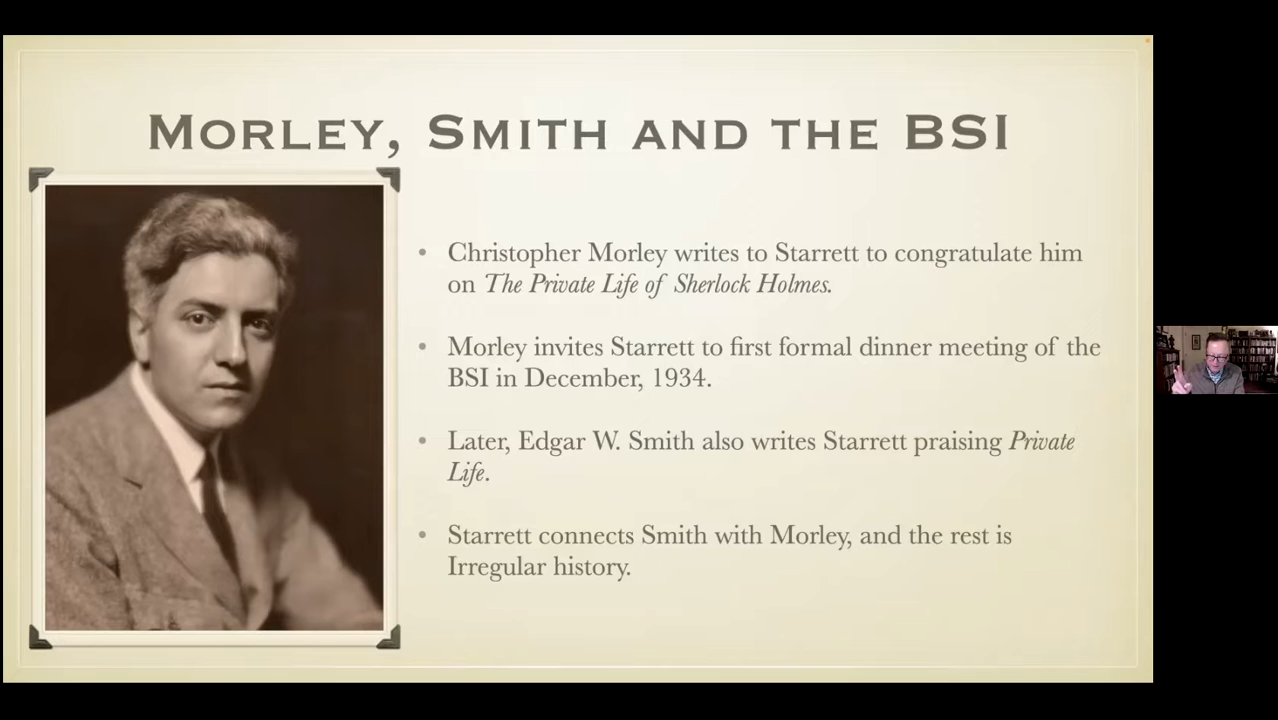 MORLEY, SMITH AND THE BSI
• Christopher Morley writes to Starrett to congratulate him
on The Private Life of Sherlock Holmes.
• Morley invites Starrett to first formal dinner meeting of the
BSI in December, 1934.
• Later, Edgar W. Smith also writes Starrett praising Private
Life.
• Starrett connects Smith with Morley, and the rest is
Irregular history.